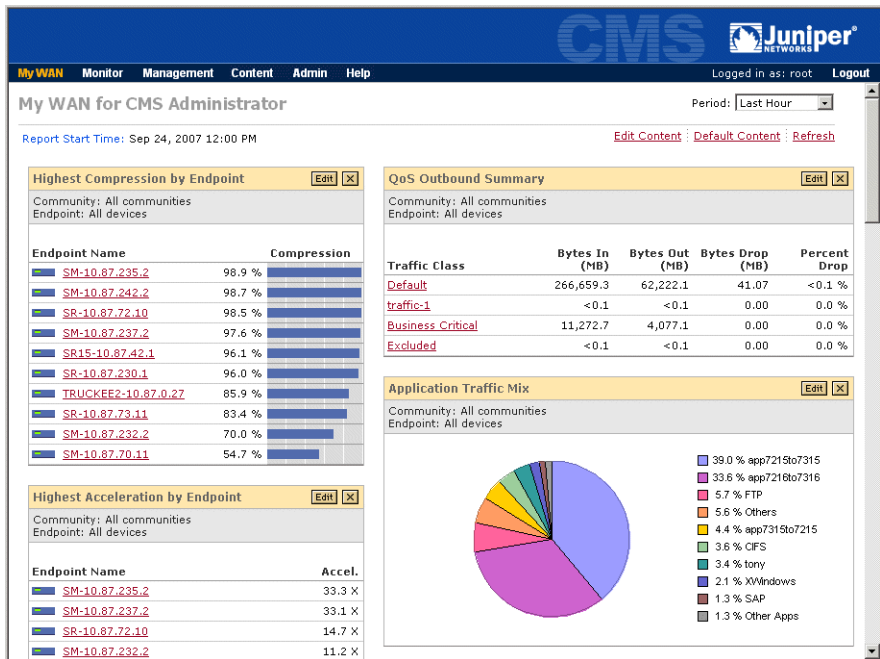 CMS
Juniper®
NETWORKS
My WAN Monitor Management Content Admin Help Logged in as: root Logout
My WAN for CMS Administrator
Period: Last Hour
Report Start Time: Sep 24, 2007 12:00 PM
Edit Content Default Content Refresh
Highest Compression by Endpoint Edit X
Community: All communities
Endpoint: All devices
Endpoint Name Compression
SM-10.87.235.2 98.9 %
SM-10.87.242.2 98.7 %
SR-10.87.72.10 98.5 %
SM-10.87.237.2 97.6 %
SR15-10.87.42.1 96.1 %
SR-10.87.230.1 96.0 %
TRUCKEE2-10.87.0.27 85.9 %
SR-10.87.73.11 83.4 %
SM-10.87.232.2 70.0 %
SM-10.87.70.11 54.7 %
Highest Acceleration by Endpoint Edit X
Community: All communities
Endpoint: All devices
Endpoint Name Accel.
SM-10.87.235.2 33.3 X
SM-10.87.237.2 33.1 X
SR-10.87.72.10 14.7 X
SM-10.87.232.2 11.2 X
QoS Outbound Summary Edit X
Community: All communities
Endpoint: All devices
Traffic Class Bytes In (MB) Bytes Out (MB) Bytes Drop (MB) Percent Drop
Default 266,659.3 62,222.1 41.07 <0.1 %
traffic-1 <0.1 <0.1 0.00 0.0 %
Business Critical 11,272.7 4,077.1 0.00 0.0 %
Excluded <0.1 <0.1 0.00 0.0 %
Application Traffic Mix Edit X
Community: All communities
Endpoint: All devices
39.0 % app7215to7315
33.6 % app7216to7316
5.7 % FTP
5.6 % Others
4.4 % app7315to7215
3.6 % CIFS
3.4 % tony
2.1 % XWindows
1.3 % SAP
1.3 % Other Apps